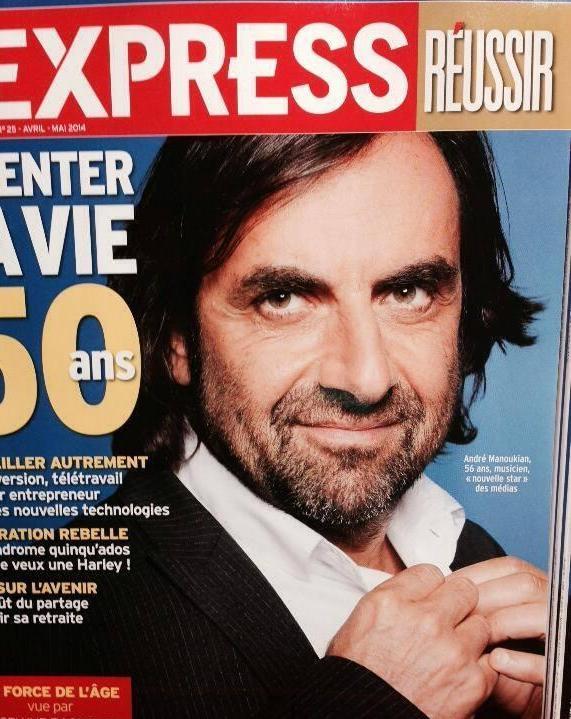 EXPRESS
RÉUSSIR
N° 25 - AVRIL - MAI 2014
ENTER
A VIE
50
ans
ILLER AUTREMENT
version, télétravail
r entrepreneur
es nouvelles technologies
RATION REBELLE
ndrome quinqu'ados
e veux une Harley !
SUR L'AVENIR
ût du partage
ir sa retraite
FORCE DE L'ÂGE
vue par
André Manoukian,
56 ans, musicien,
« nouvelle star »
des médias